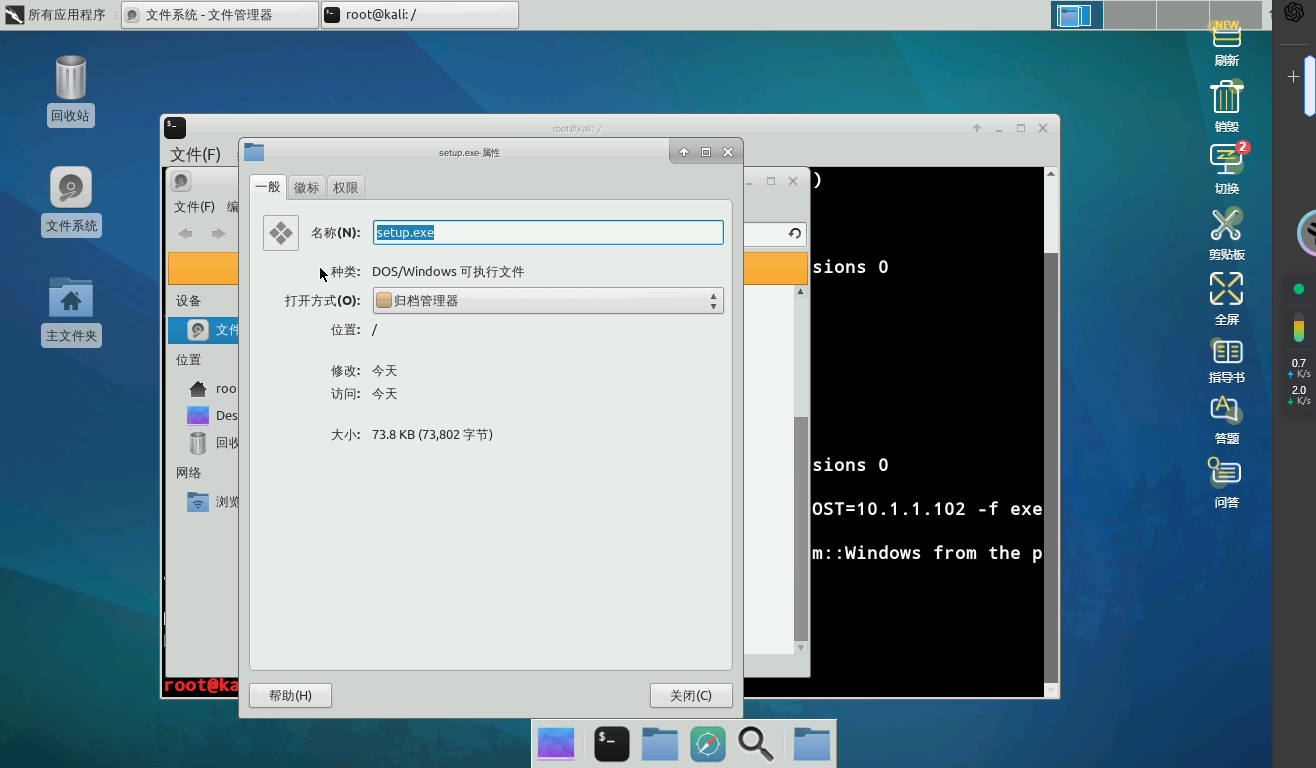 所有应用程序
文件系统 - 文件管理器
root@kali: /
NEW
刷新
销毁
2
切换
剪贴板
全屏
指导书
答题
问答
0.7
K/s
2.0
K/s
回收站
文件系统
主文件夹
root@kali: /
文件(F)
setup.exe-属性
文件(F) 编
一般
徽标
权限
名称(N):
setup.exe
种类:
DOS/Windows 可执行文件
打开方式(O):
归档管理器
位置:
/
修改:
今天
访问:
今天
大小:
73.8 KB (73,802 字节)
帮助(H)
关闭(C)
设备
文件
位置
roo
Des
回收
网络
浏览
)
sions 0
sions 0
OST=10.1.1.102 -f exe
m::Windows from the p
root@ka